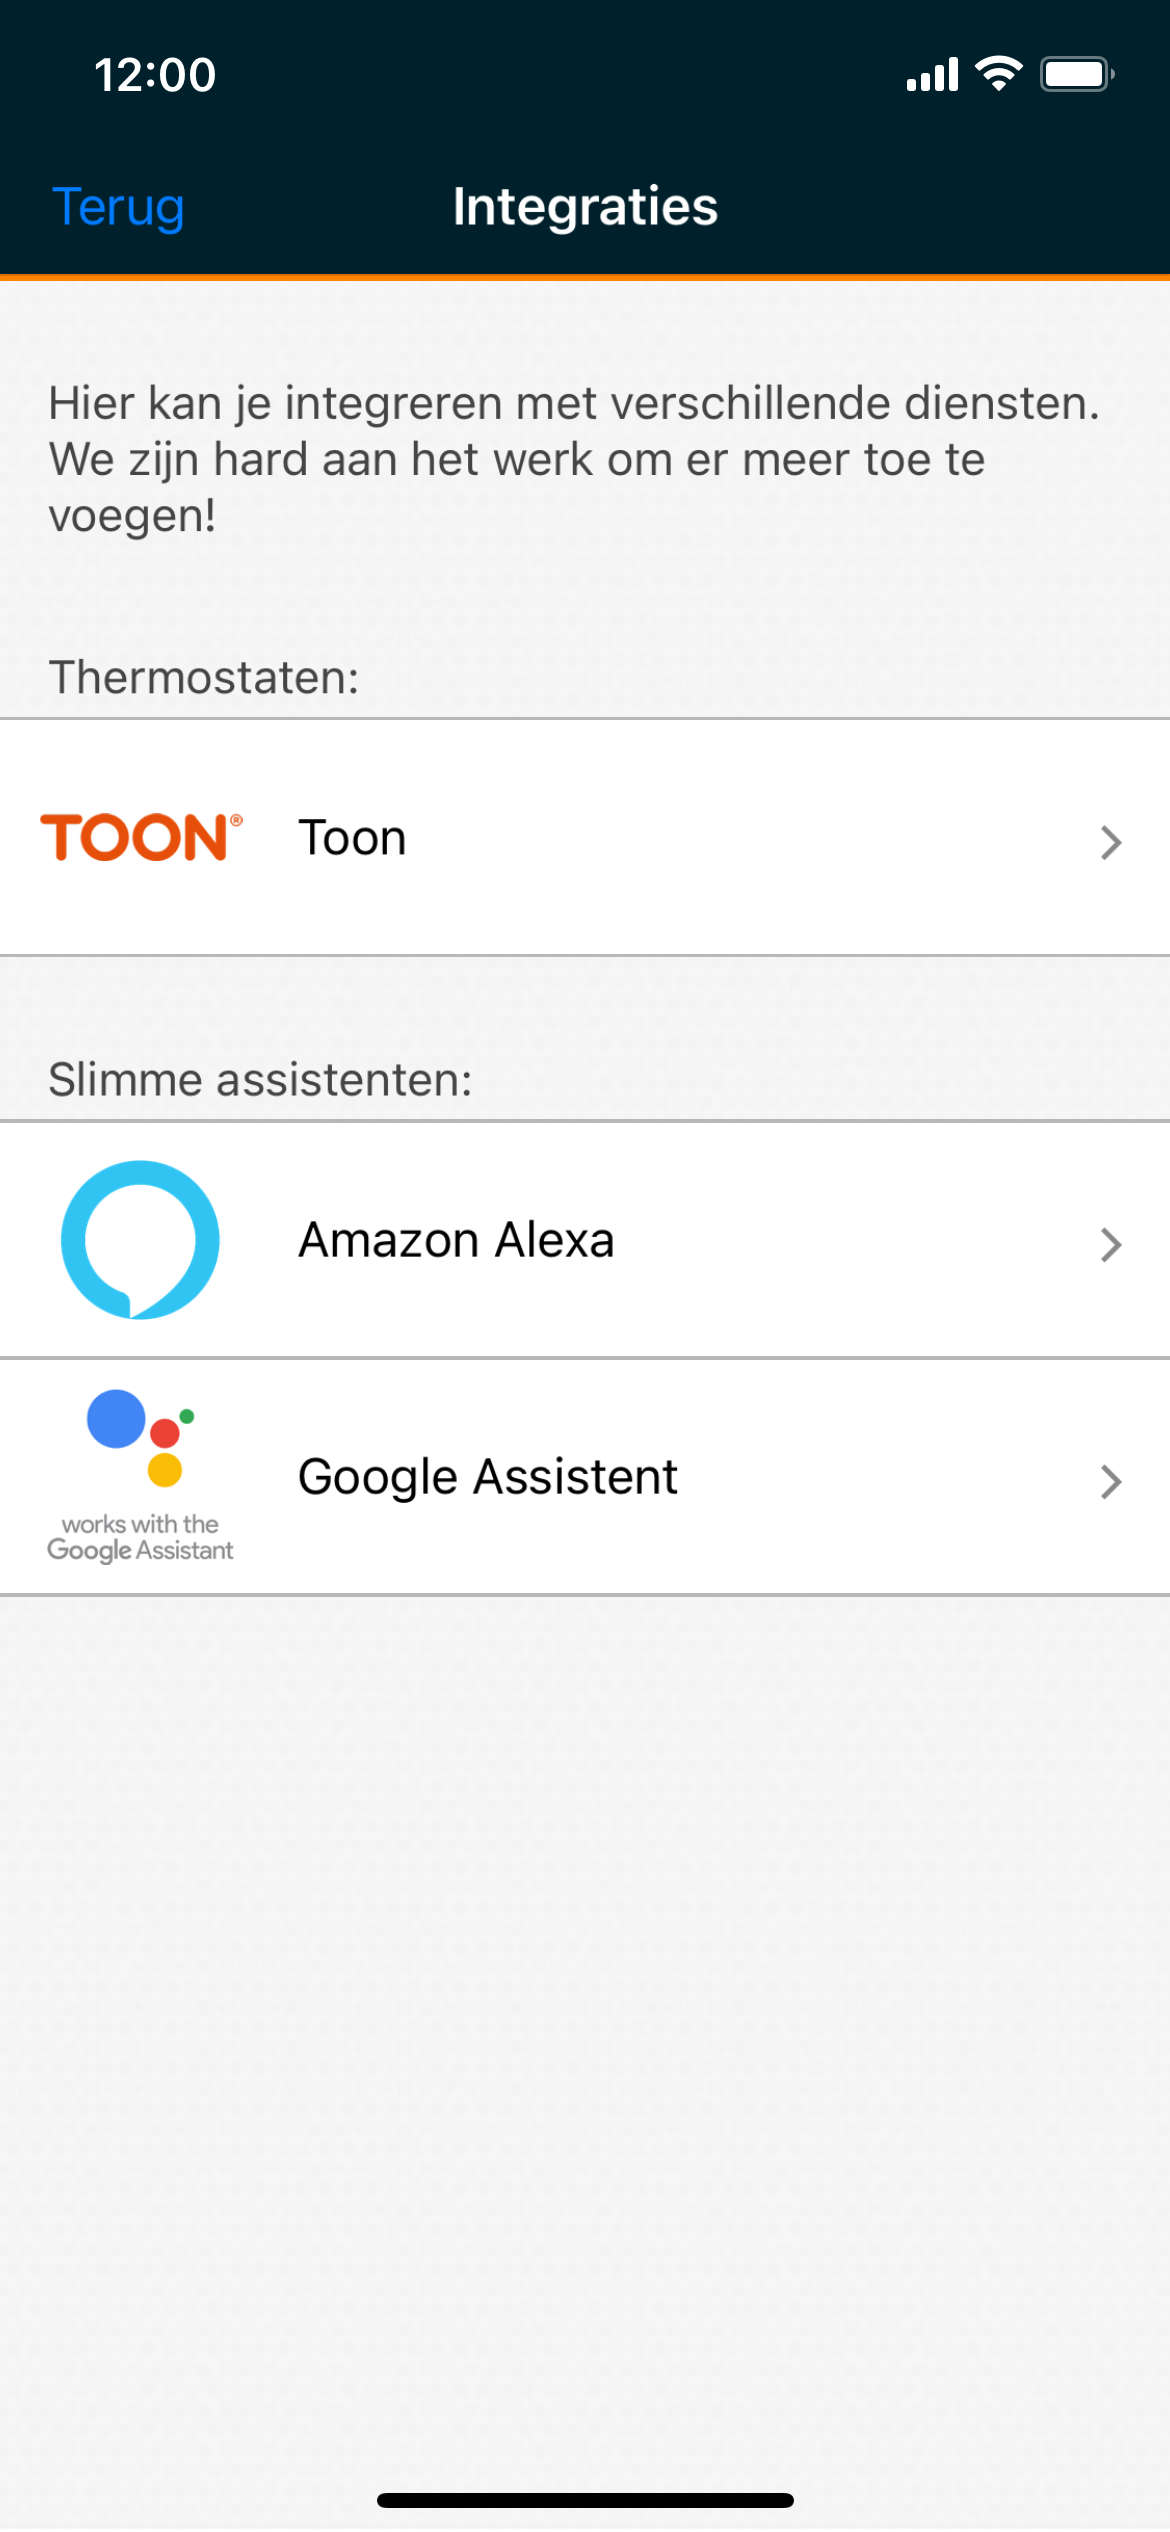 12:00
Terug
Integraties
Hier kan je integreren met verschillende diensten.
We zijn hard aan het werk om er meer toe te
voegen!
Thermostaten:
TOON®
Toon
Slimme assistenten:
Amazon Alexa
works with the
Google Assistant
Google Assistent